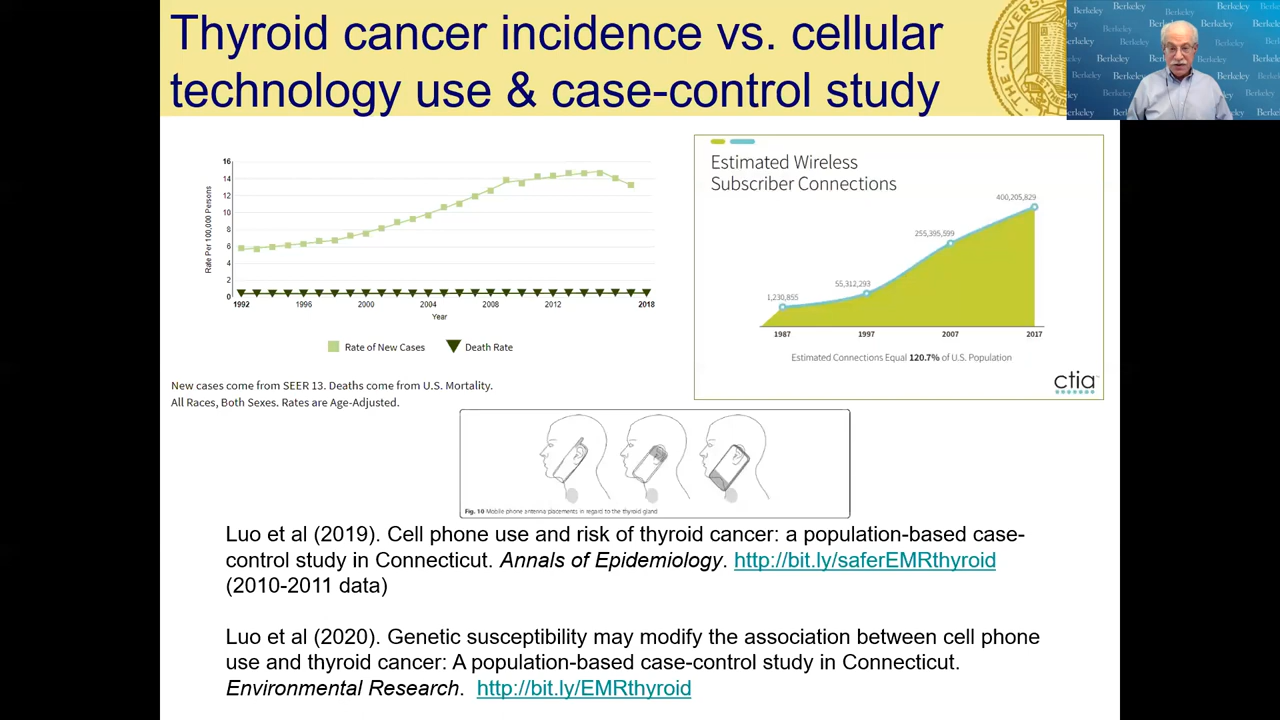 Thyroid cancer incidence vs. cellular
technology use & case-control study
THE UNIVERS
Berkeley
16
14
12
10
8
6
4
2
0
Rate Per 100,000 Persons
1992
1996
2000
2004
2008
2012
2018
Year
Rate of New Cases
Death Rate
New cases come from SEER 13. Deaths come from U.S. Mortality.
All Races, Both Sexes. Rates are Age-Adjusted.
Estimated Wireless
Subscriber Connections
1,230,855
55,312,293
255,395,599
400,205,829
1987
1997
2007
2017
Estimated Connections Equal 120.7% of U.S. Population
ctia
Fig. 10 Mobile phone antenna placements in regard to the thyroid gland
Luo et al (2019). Cell phone use and risk of thyroid cancer: a population-based case-
control study in Connecticut. Annals of Epidemiology. http://bit.ly/saferEMRthyroid
(2010-2011 data)
Luo et al (2020). Genetic susceptibility may modify the association between cell phone
use and thyroid cancer: A population-based case-control study in Connecticut.
Environmental Research. http://bit.ly/EMRthyroid